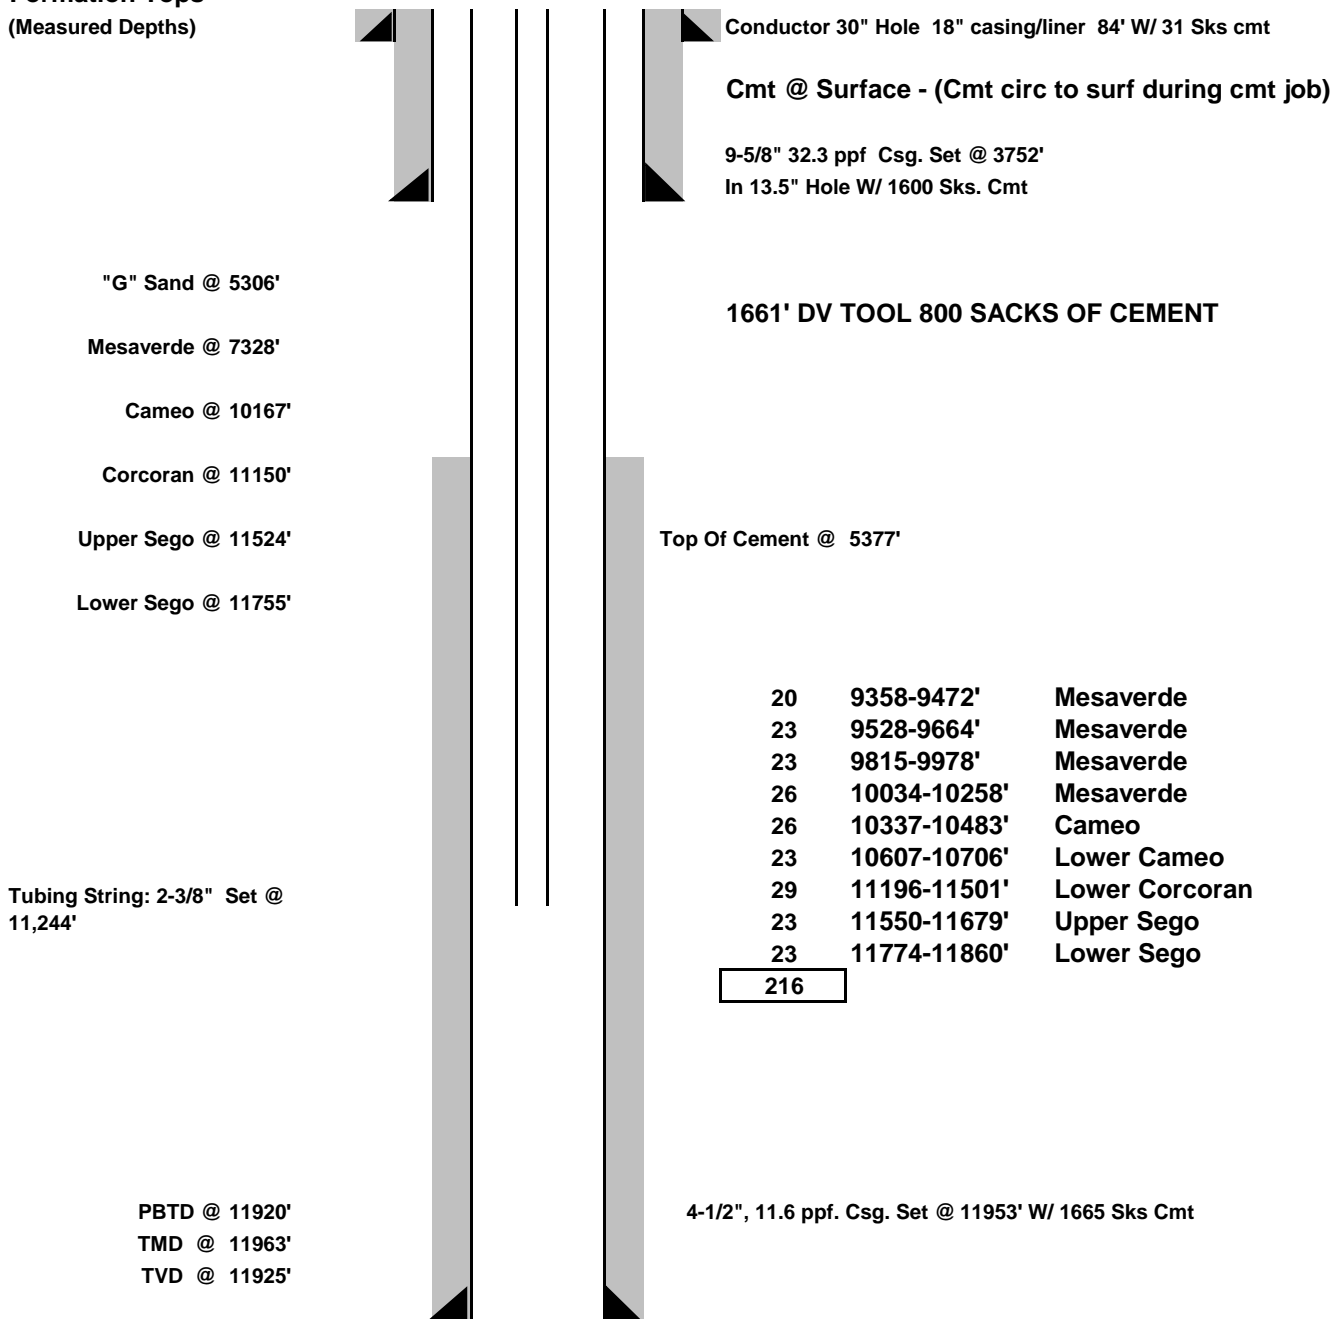 Formation Tops
(Measured Depths)
Conductor 30" Hole 18" casing/liner 84' W/ 31 Sks cmt
Cmt @ Surface - (Cmt circ to surf during cmt job)
9-5/8" 32.3 ppf Csg. Set @ 3752'
In 13.5" Hole W/ 1600 Sks. Cmt
"G" Sand @ 5306'
1661' DV TOOL 800 SACKS OF CEMENT
Mesaverde @ 7328'
Cameo @ 10167'
Corcoran @ 11150'
Upper Sego @ 11524'
Top Of Cement @ 5377'
Lower Sego @ 11755'
20 9358-9472' Mesaverde
23 9528-9664' Mesaverde
23 9815-9978' Mesaverde
26 10034-10258' Mesaverde
26 10337-10483' Cameo
23 10607-10706' Lower Cameo
29 11196-11501' Lower Corcoran
23 11550-11679' Upper Sego
23 11774-11860' Lower Sego
216
Tubing String: 2-3/8" Set @
11,244'
PBTD @ 11920'
4-1/2", 11.6 ppf. Csg. Set @ 11953' W/ 1665 Sks Cmt
TMD @ 11963'
TVD @ 11925'